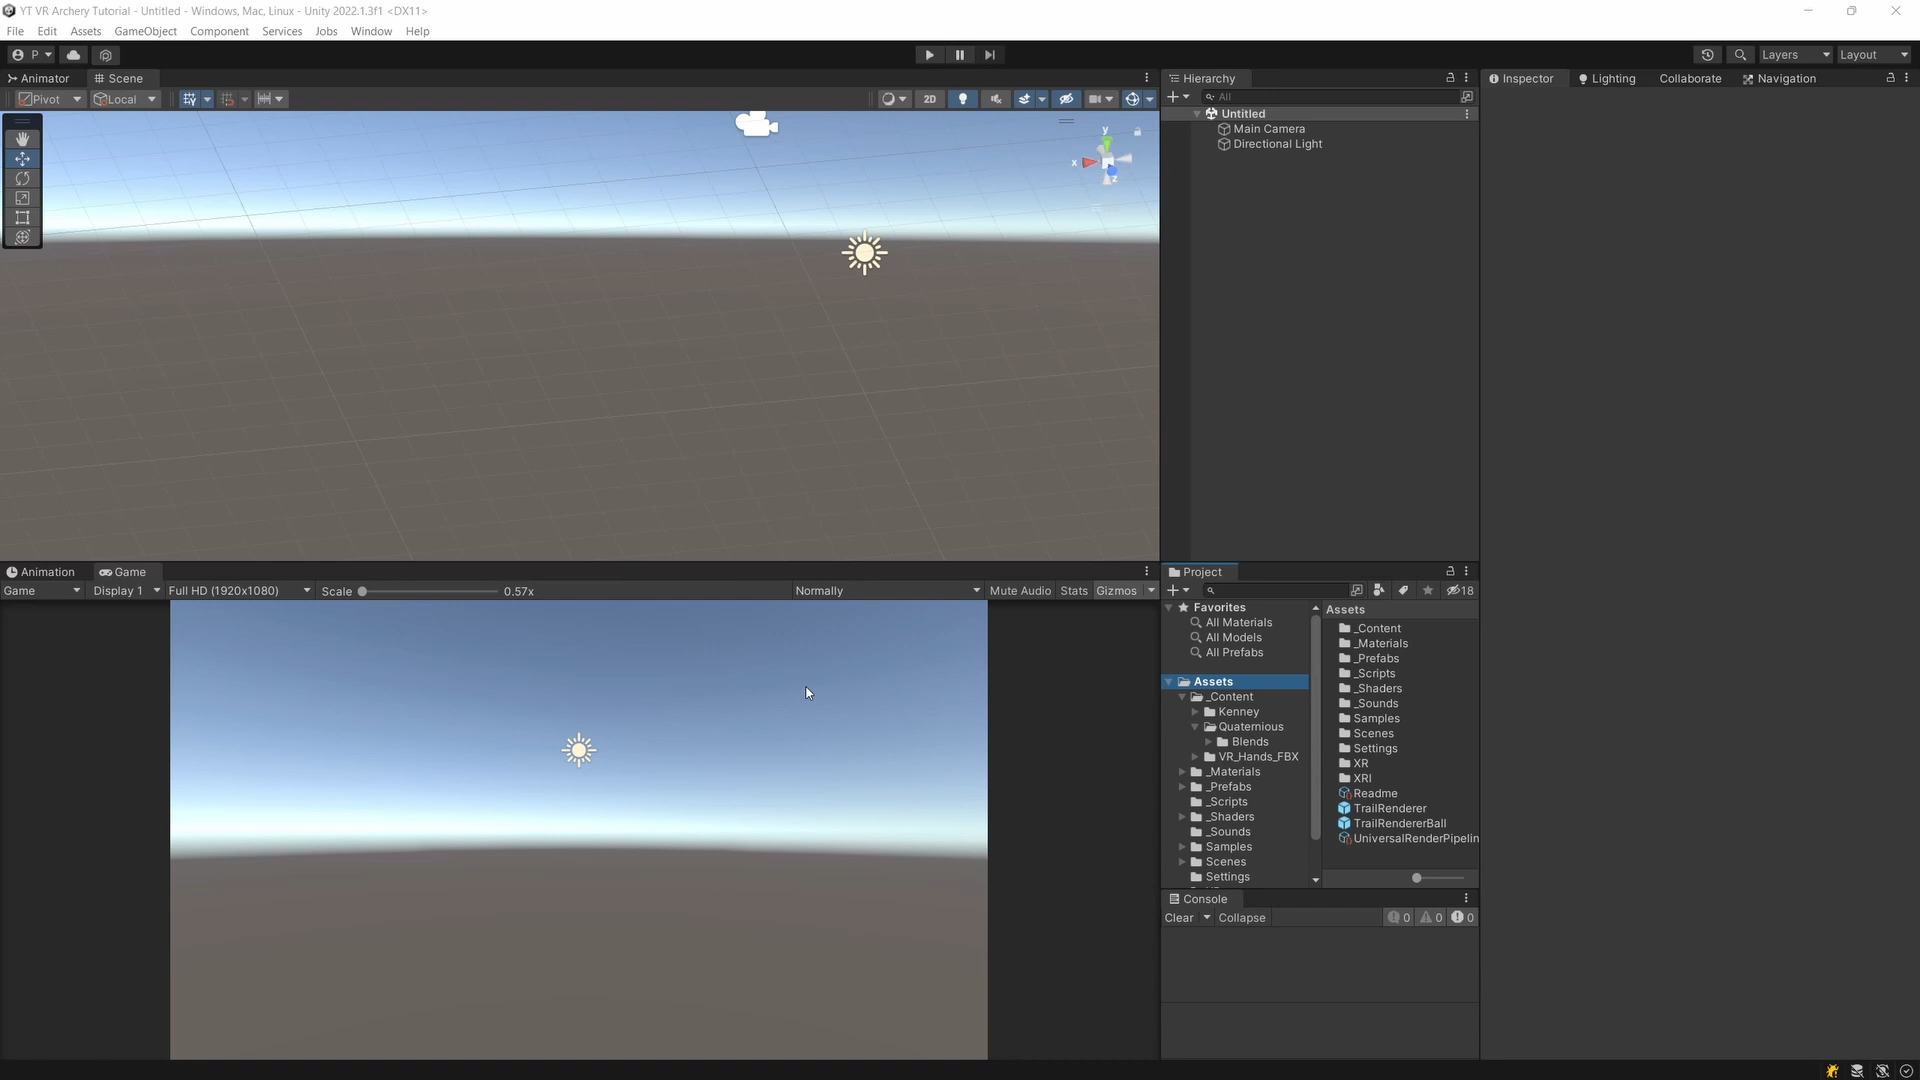 YT VR Archery Tutorial - Untitled - Windows, Mac, Linux - Unity 2022.1.3f1 <DX11>
File Edit Assets GameObject Component Services Jobs Window Help
P Layers Layout
Animator Scene
Pivot Local 2D
y
x
z
Hierarchy
All
Untitled
Main Camera
Directional Light
Inspector Lighting Collaborate Navigation
Animation Game
Game Display 1 Full HD (1920x1080) Scale 0.57x Normally Mute Audio Stats Gizmos
Project
18
Favorites
All Materials
All Models
All Prefabs
Assets
_Content
Kenney
Quaternious
Blends
VR_Hands_FBX
_Materials
_Prefabs
_Scripts
_Shaders
_Sounds
Samples
Scenes
Settings
Assets
_Content
_Materials
_Prefabs
_Scripts
_Shaders
_Sounds
Samples
Scenes
Settings
XR
XRI
Readme
TrailRenderer
TrailRendererBall
UniversalRenderPipelin
Console
Clear Collapse 0 0 0